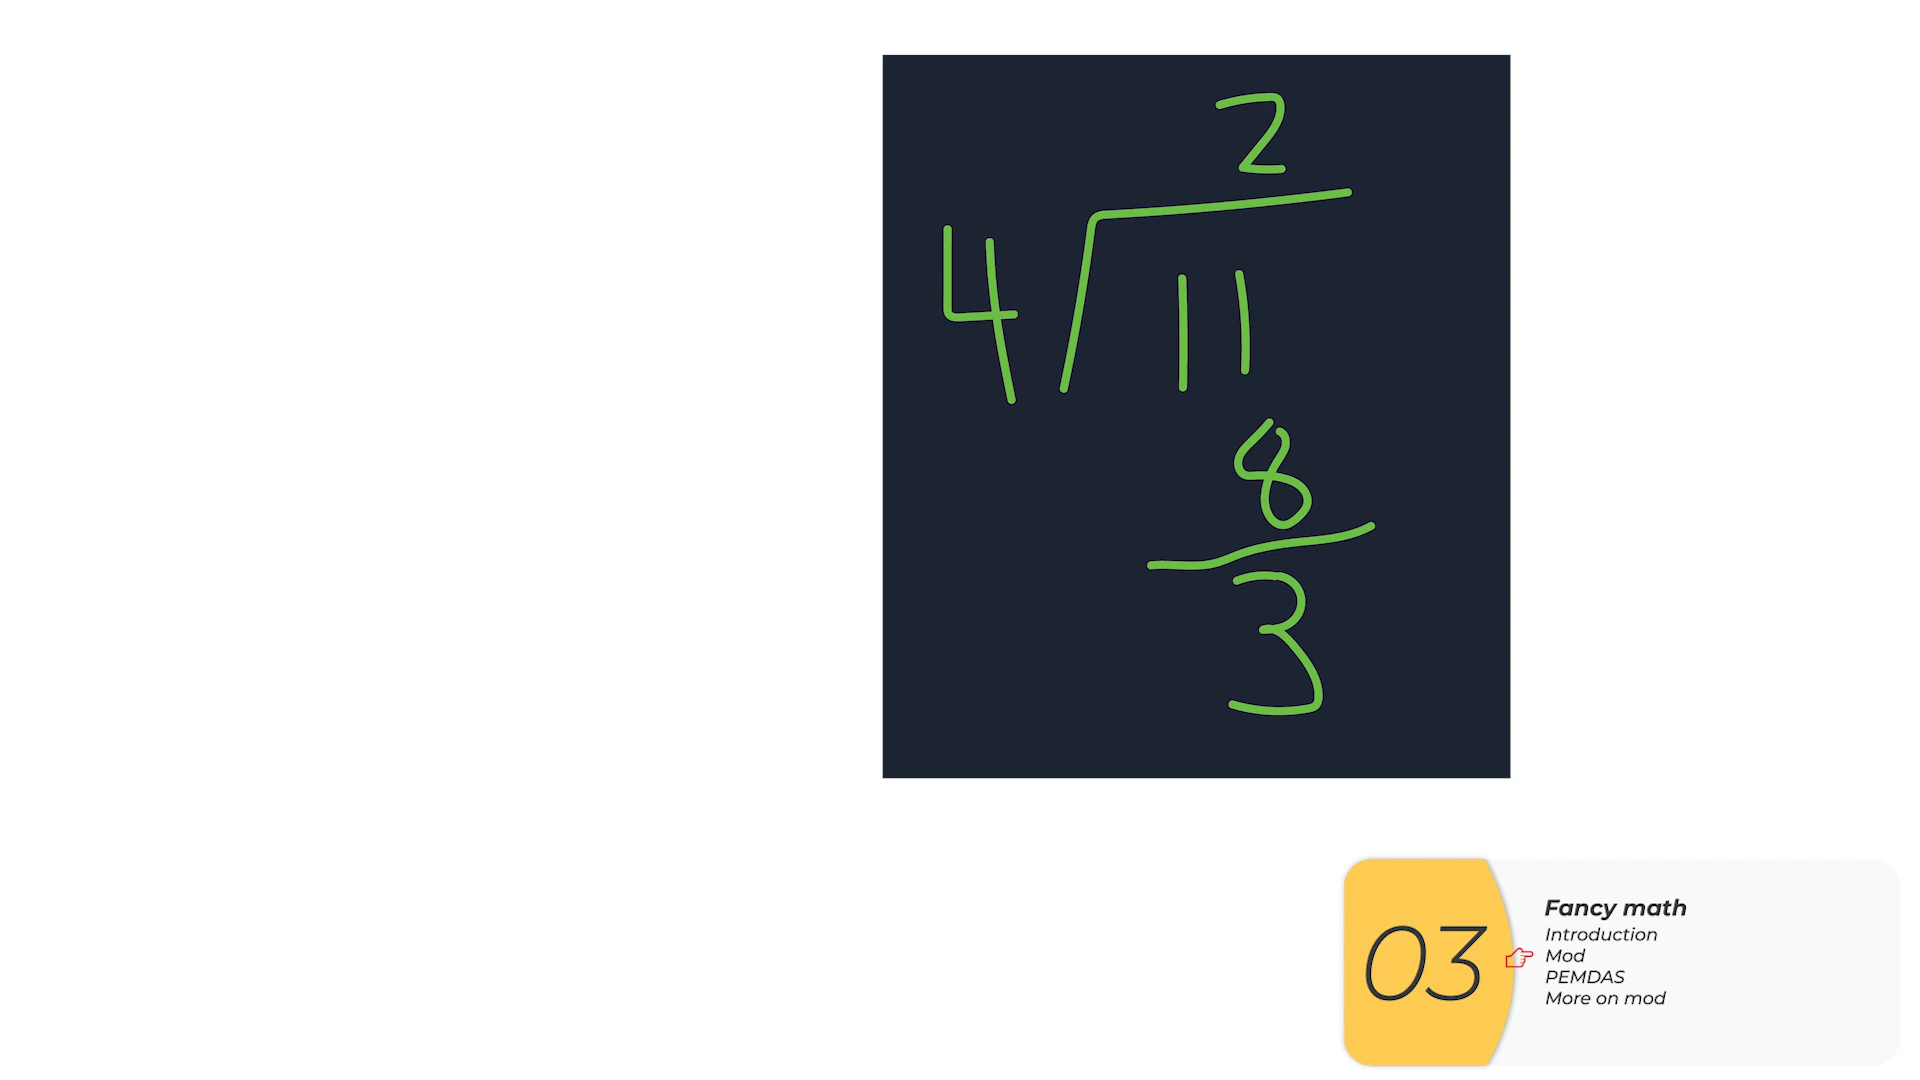 2
4 11
8
3
03
Fancy math
Introduction
Mod
PEMDAS
More on mod